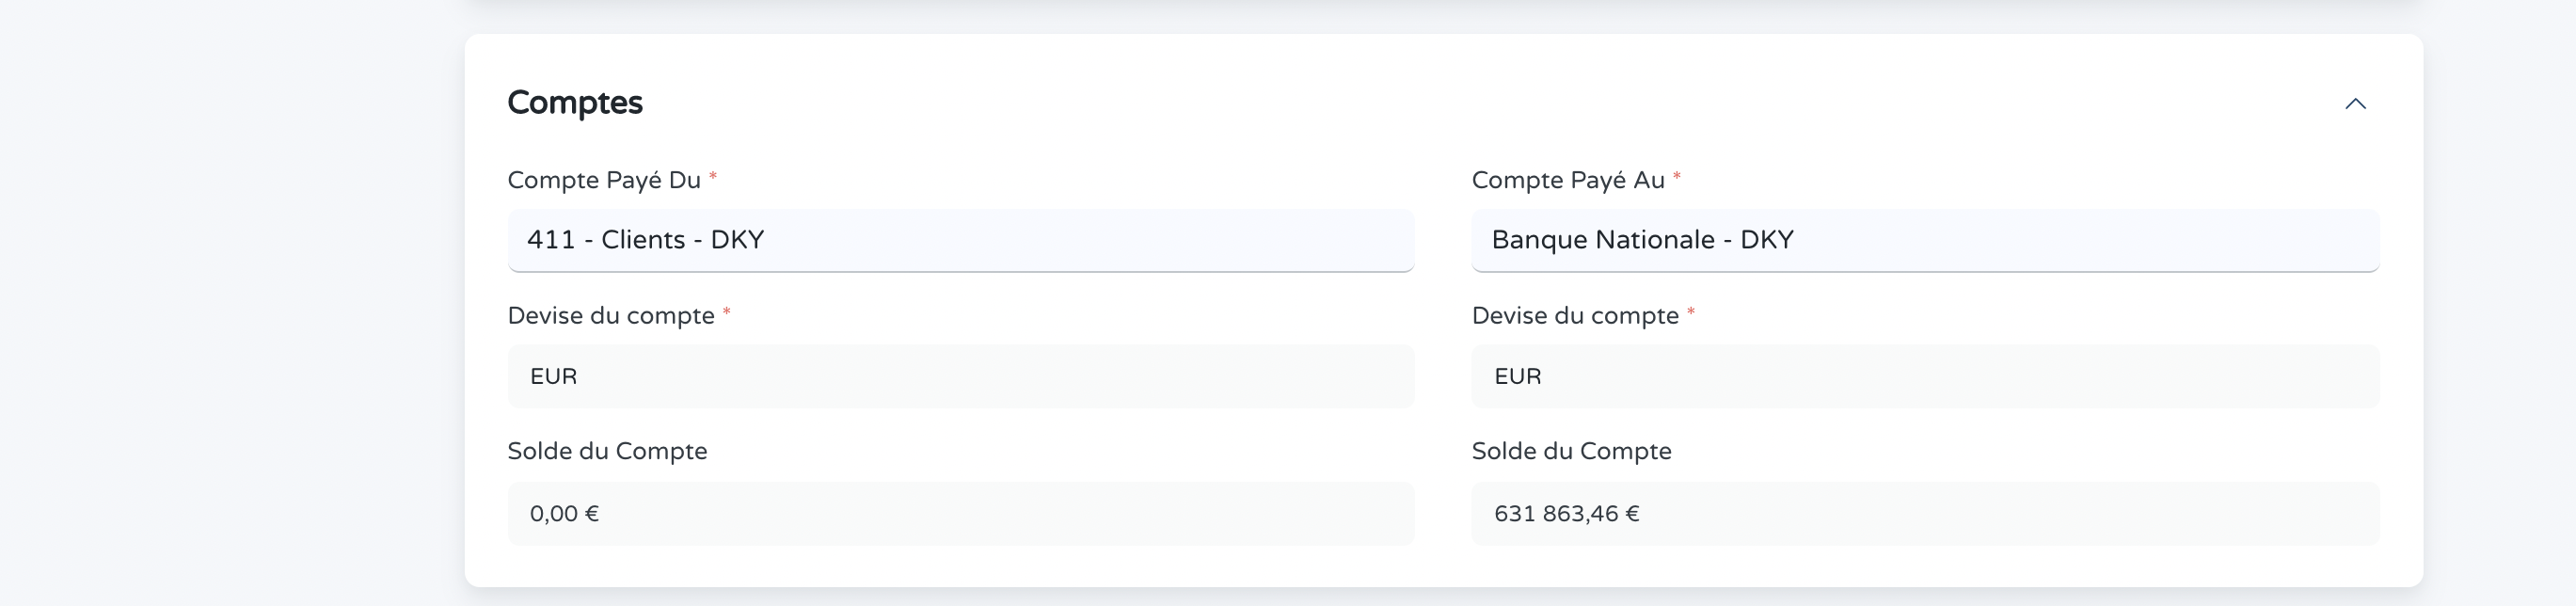 Comptes
Compte Payé Du *
411 - Clients - DKY
Devise du compte *
EUR
Solde du Compte
0,00 €
Compte Payé Au *
Banque Nationale - DKY
Devise du compte *
EUR
Solde du Compte
631 863,46 €